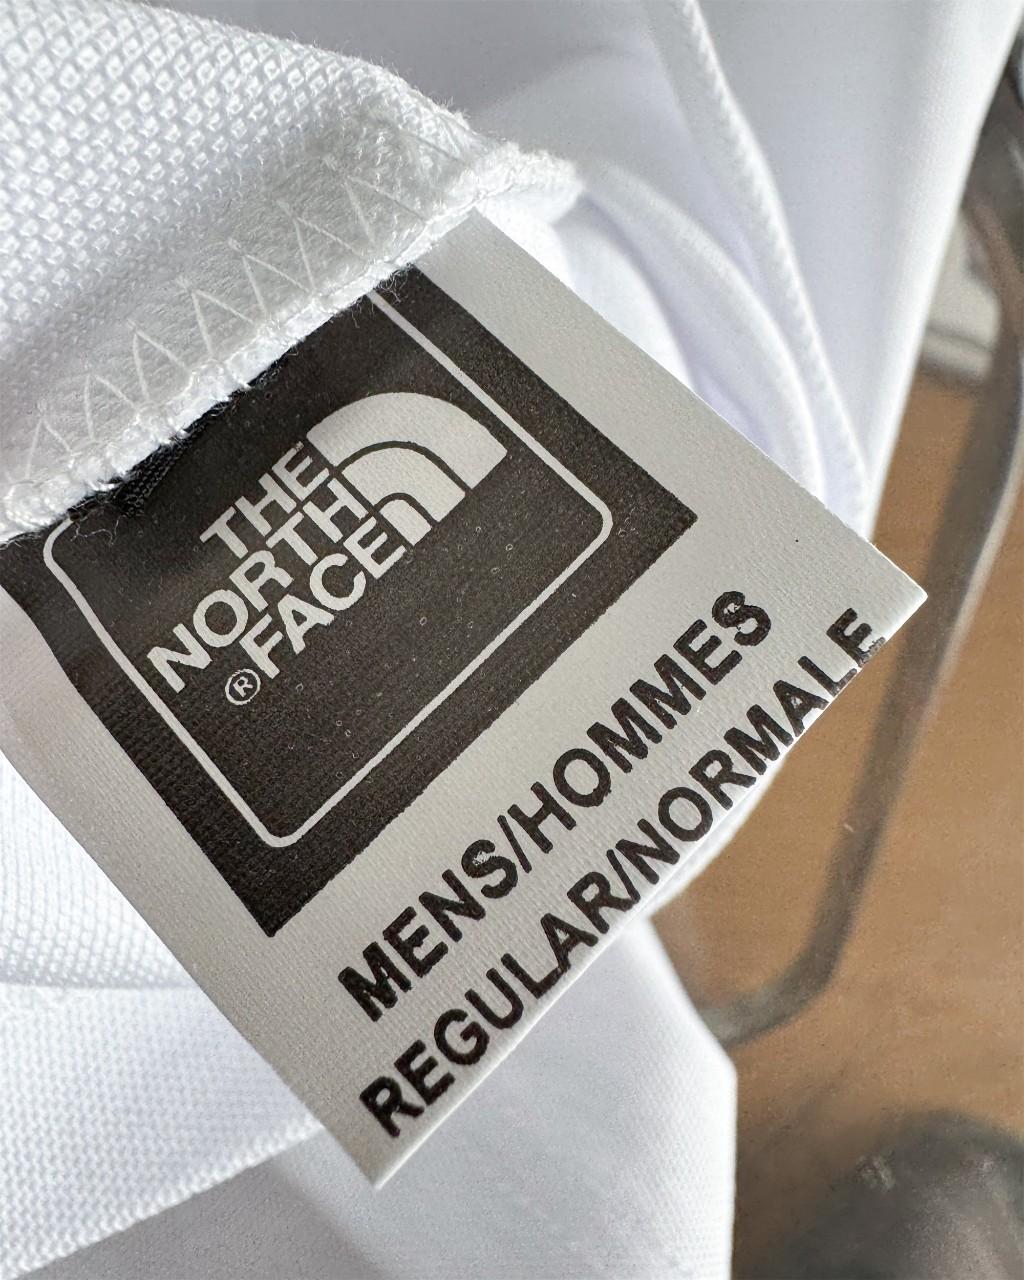 THE
NORTH
FACE
®
MENS/HOMMES
REGULAR/NORMALE